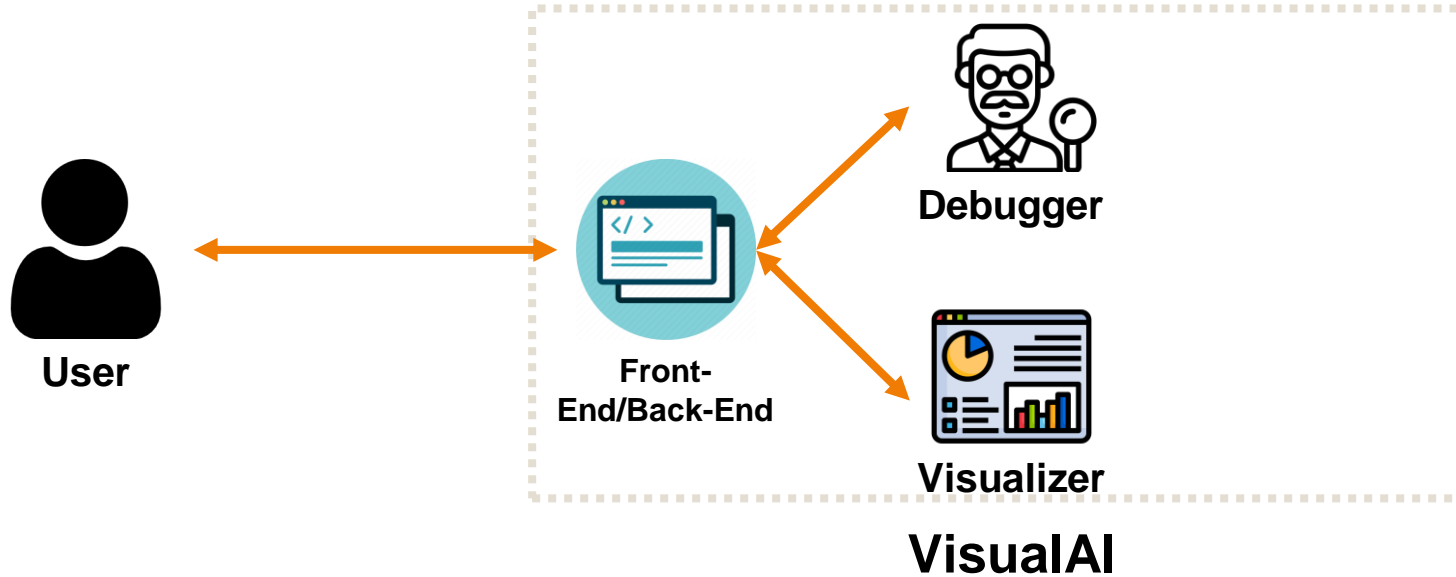 Debugger
</ >
User
Front-
End/Back-End
Visualizer
VisualAI